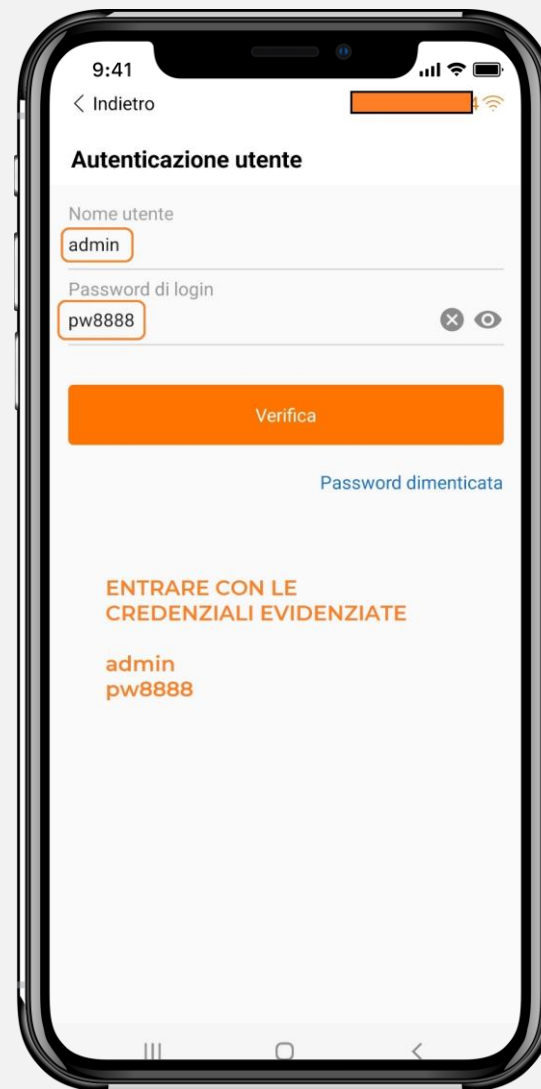 9:41
< Indietro
4
Autenticazione utente
Nome utente
admin
Password di login
pw8888
Verifica
Password dimenticata
ENTRARE CON LE
CREDENZIALI EVIDENZIATE
admin
pw8888